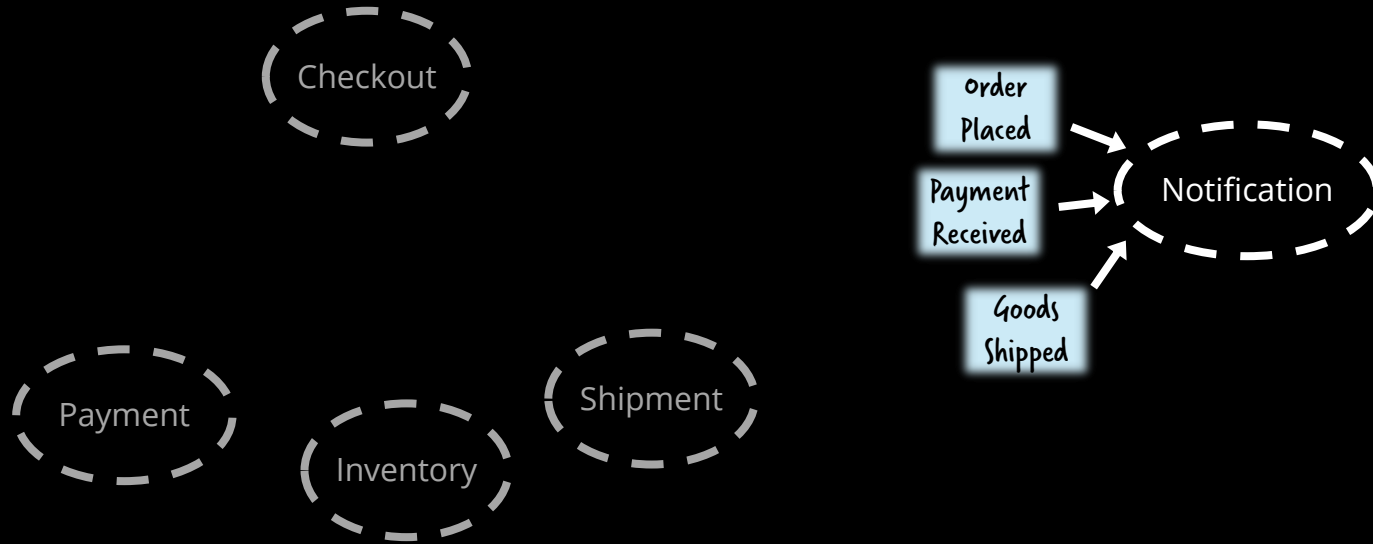 Checkout
Order
Placed
Payment
Received
Notification
Goods
Shipped
Payment
Inventory
Shipment